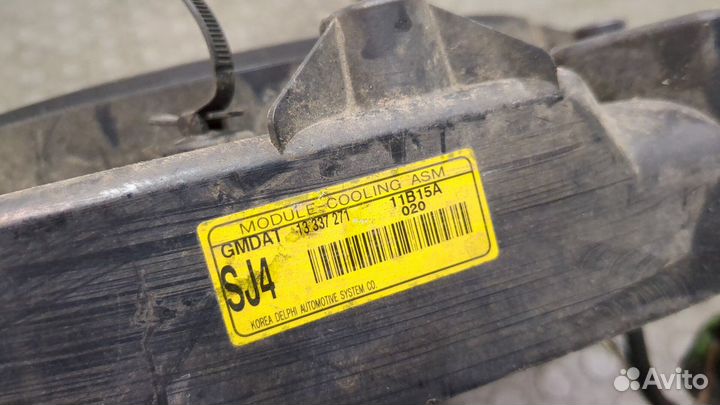 MODULE-COOLING ASM
GMDAT 13 337 271 11B15A
020
SJ4
KOREA DELPHI AUTOMOTIVE SYSTEM CO.
Avito